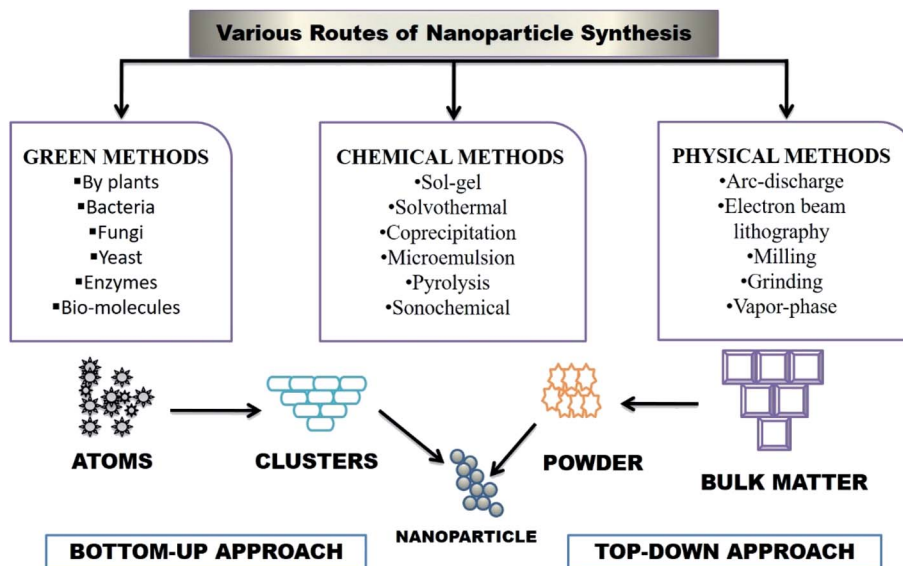 Various Routes of Nanoparticle Synthesis
GREEN METHODS
▪By plants
▪Bacteria
▪Fungi
▪Yeast
▪Enzymes
▪Bio-molecules
CHEMICAL METHODS
•Sol-gel
•Solvothermal
•Coprecipitation
•Microemulsion
•Pyrolysis
•Sonochemical
PHYSICAL METHODS
•Arc-discharge
•Electron beam
lithography
•Milling
•Grinding
•Vapor-phase
ATOMS
CLUSTERS
POWDER
BULK MATTER
NANOPARTICLE
BOTTOM-UP APPROACH
TOP-DOWN APPROACH